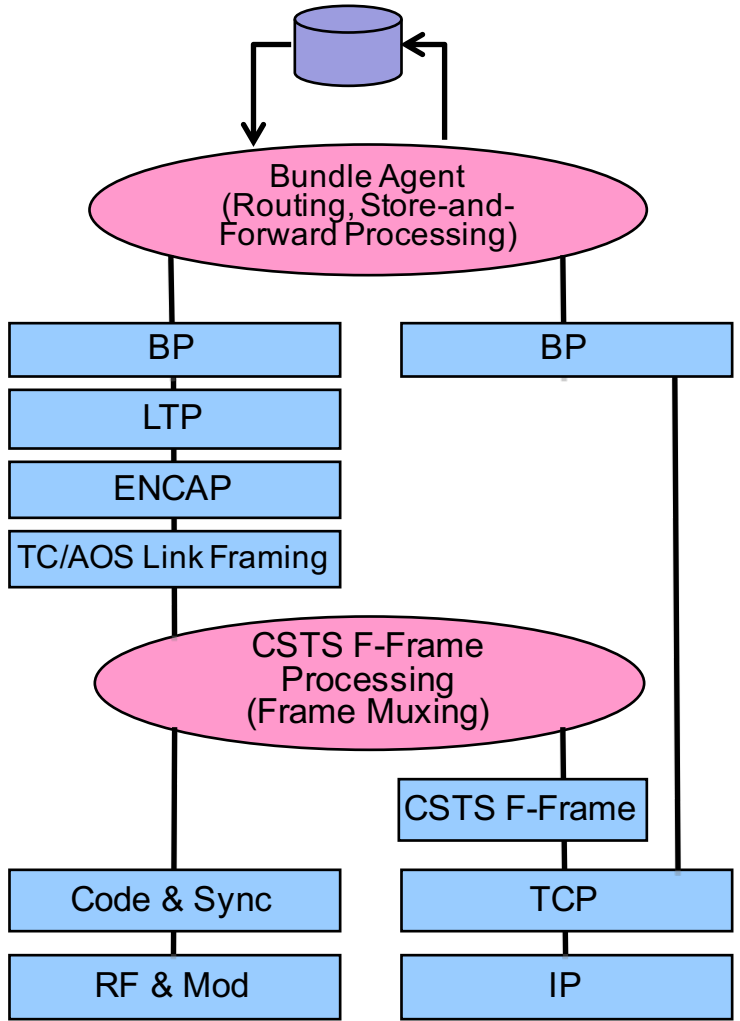 Bundle Agent
(Routing, Store-and-
Forward Processing)
BP
BP
LTP
ENCAP
TC/AOS Link Framing
CSTS F-Frame
Processing
(Frame Muxing)
CSTS F-Frame
Code & Sync
TCP
RF & Mod
IP